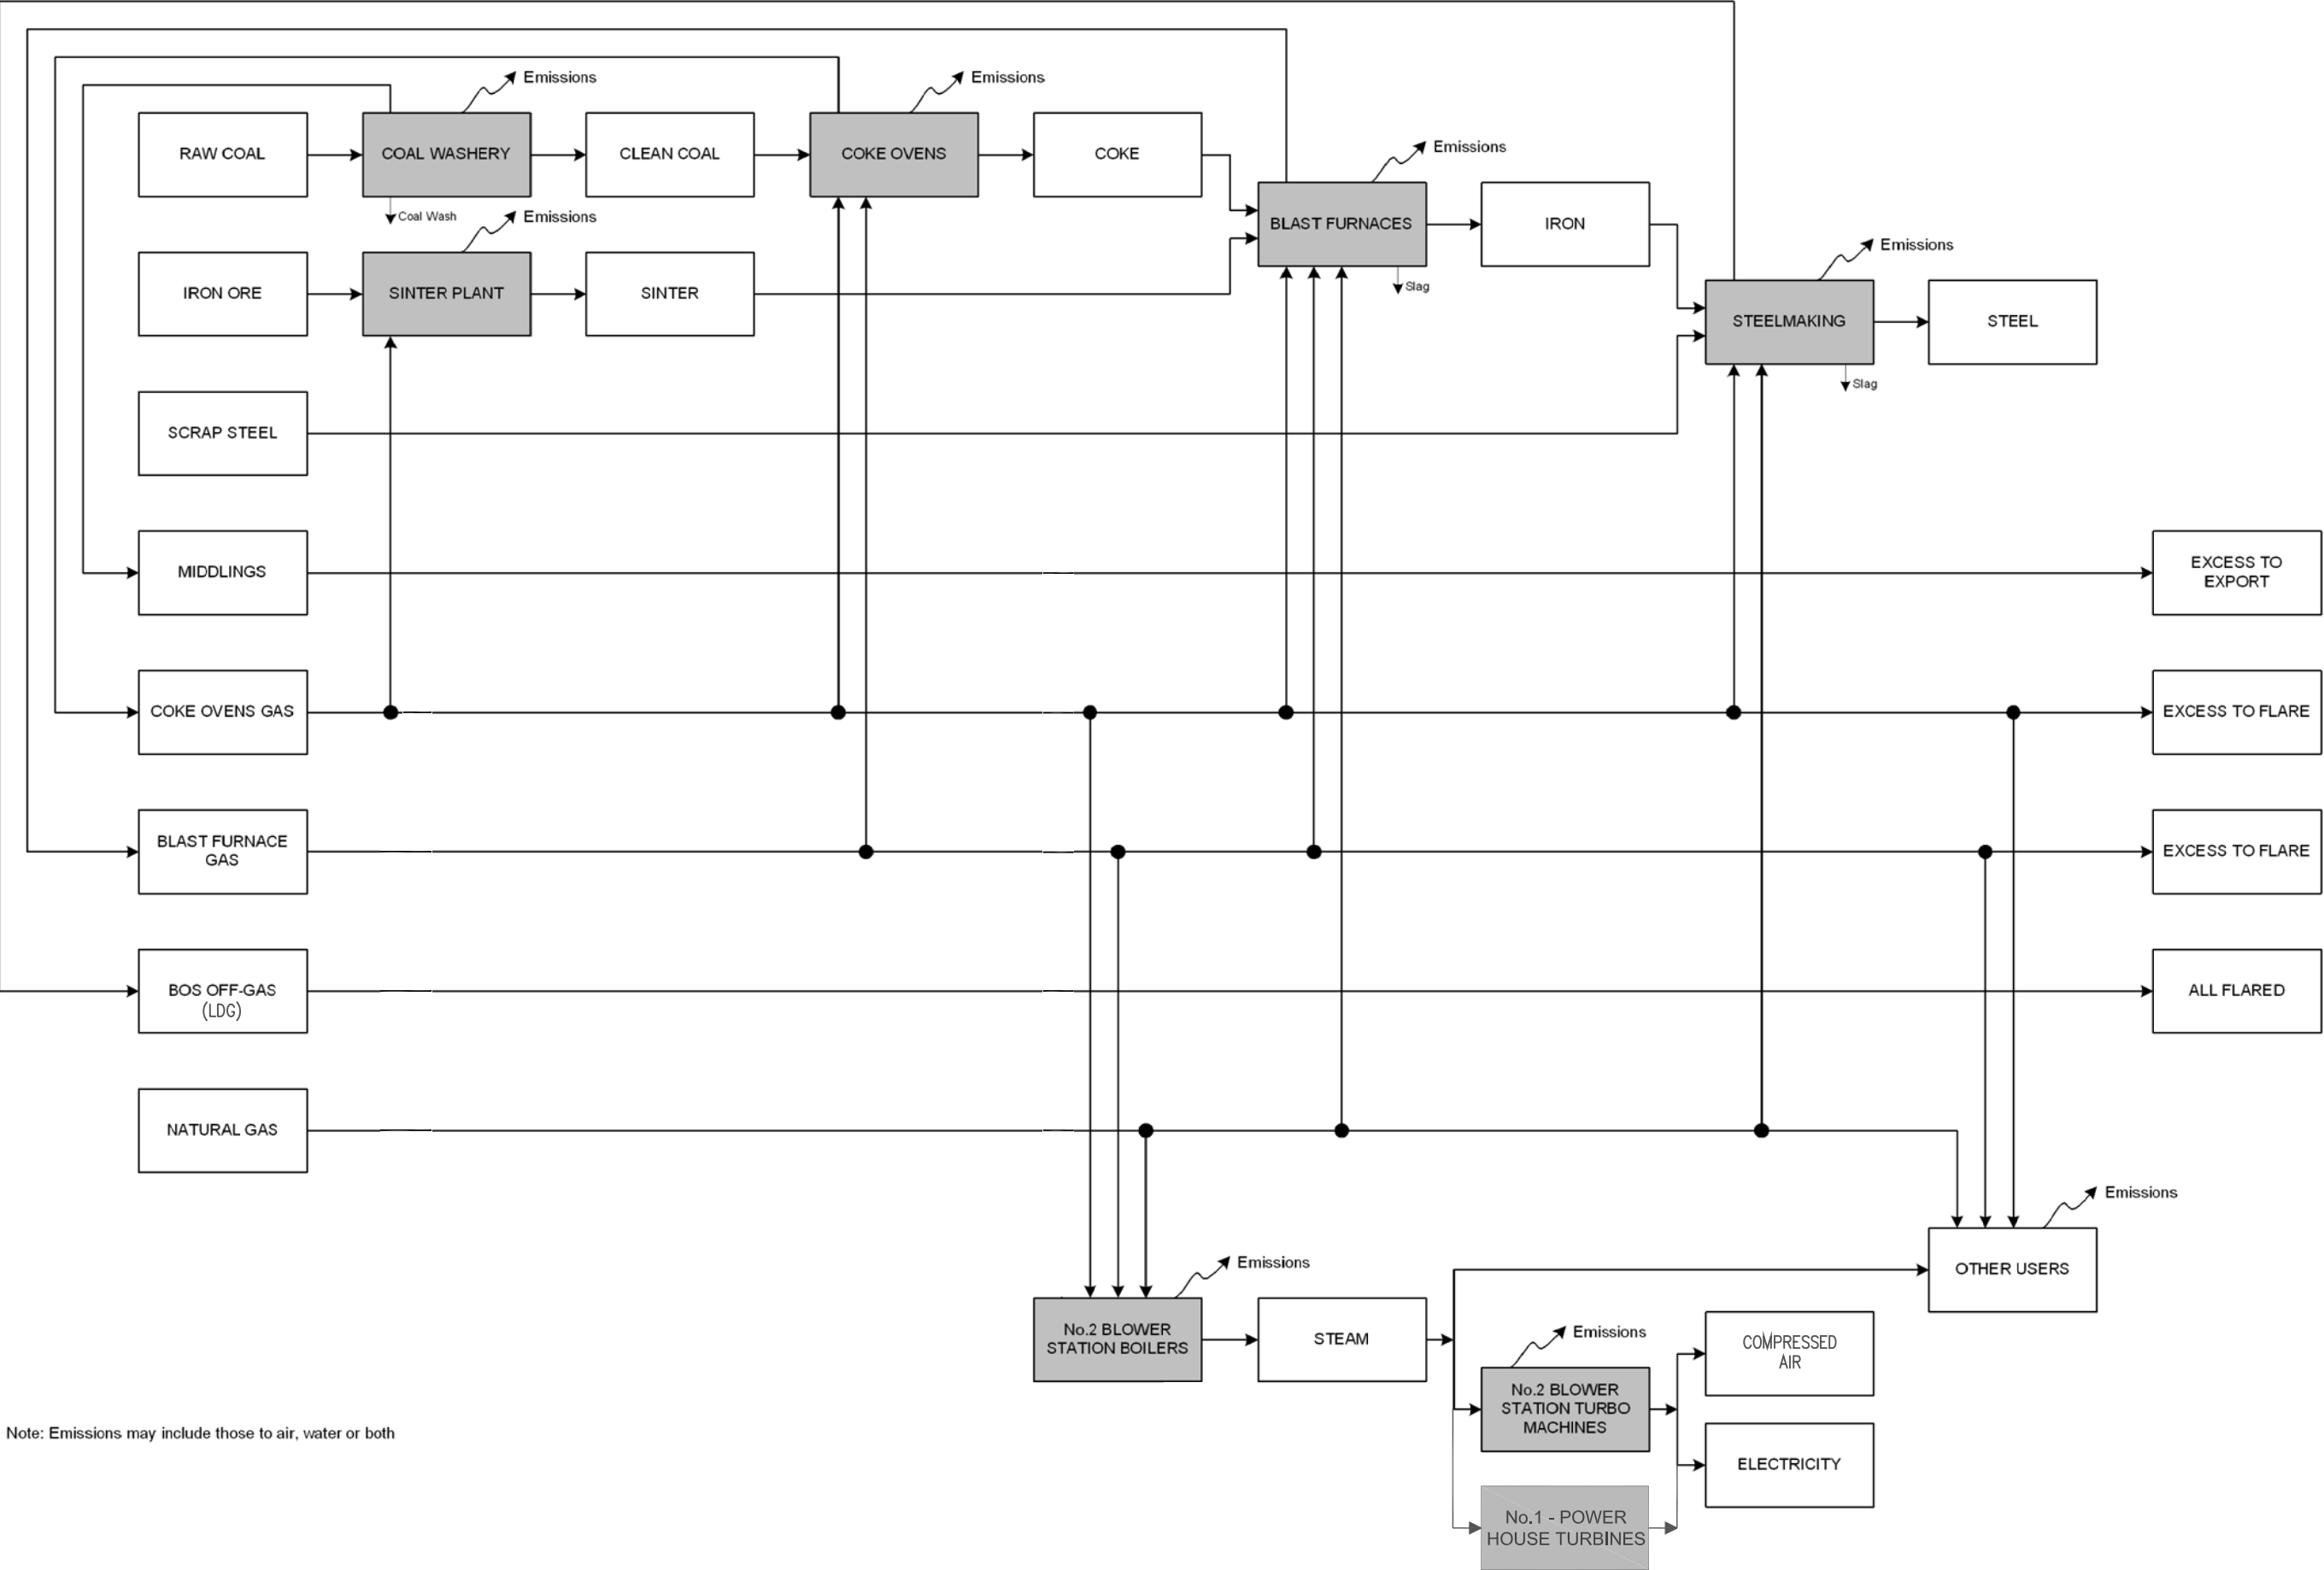 Emissions
Emissions
RAW COAL
COAL WASHERY
CLEAN COAL
COKE OVENS
COKE
Emissions
Coal Wash
Emissions
BLAST FURNACES
IRON
Emissions
IRON ORE
SINTER PLANT
SINTER
Slag
STEELMAKING
STEEL
Slag
SCRAP STEEL
MIDDLINGS
EXCESS TO
EXPORT
COKE OVENS GAS
EXCESS TO FLARE
BLAST FURNACE
GAS
EXCESS TO FLARE
BOS OFF-GAS
(LDG)
ALL FLARED
NATURAL GAS
Emissions
Emissions
OTHER USERS
No.2 BLOWER
STATION BOILERS
STEAM
Emissions
COMPRESSED
AIR
No.2 BLOWER
STATION TURBO
MACHINES
ELECTRICITY
Note: Emissions may include those to air, water or both
No.1 - POWER
HOUSE TURBINES